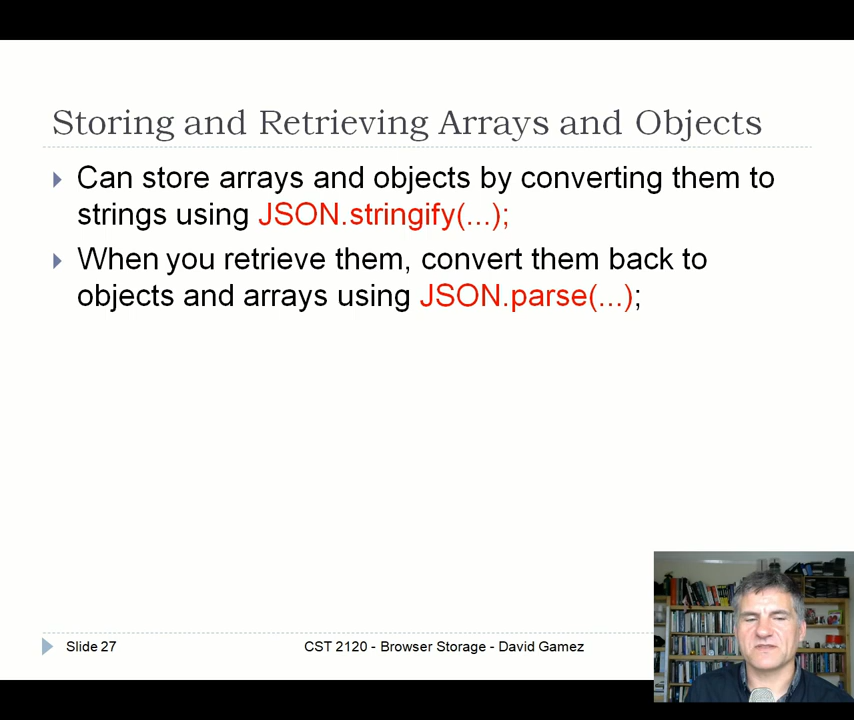 Storing and Retrieving Arrays and Objects
Can store arrays and objects by converting them to
strings using JSON.stringify(...);
When you retrieve them, convert them back to
objects and arrays using JSON.parse(...);
Slide 27
CST 2120 - Browser Storage - David Gamez